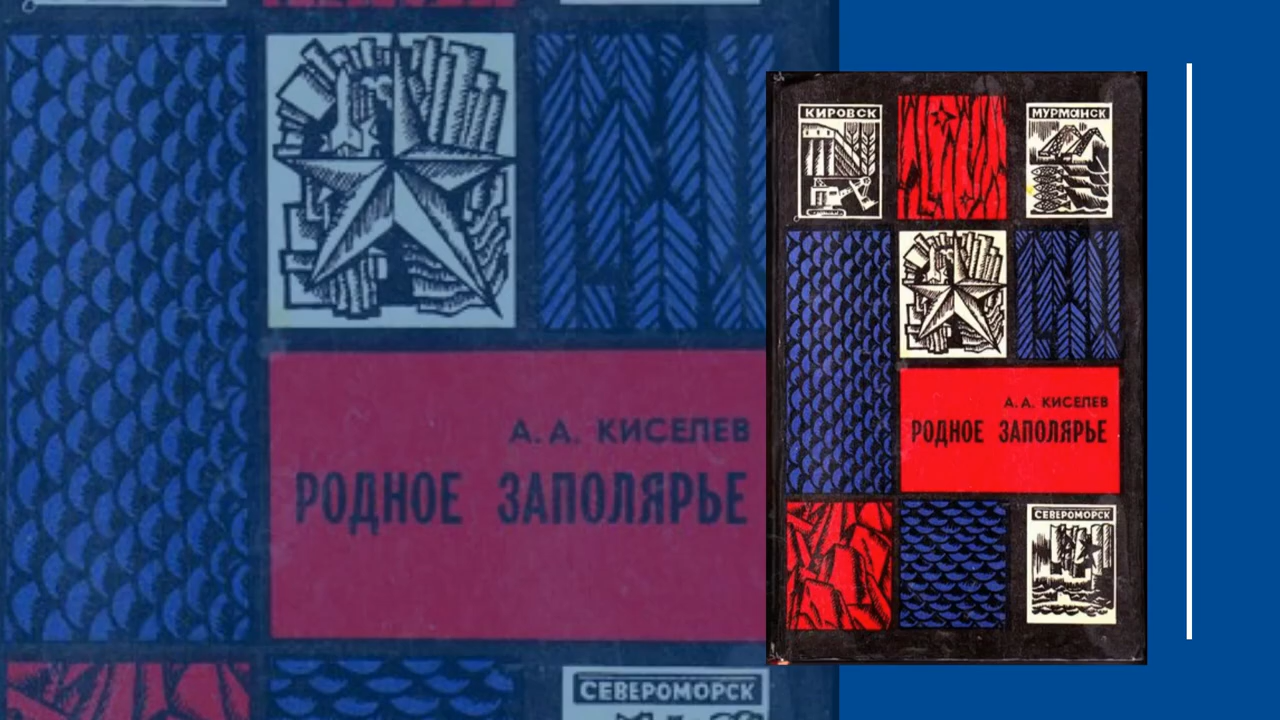 А. А. КИСЕЛЕВ
РОДНОЕ ЗАПОЛЯРЬЕ
СЕВЕРОМОРСК
КИРОВСК
МУРМАНСК
А. А. КИСЕЛЕВ
РОДНОЕ ЗАПОЛЯРЬЕ
СЕВЕРОМОРСК